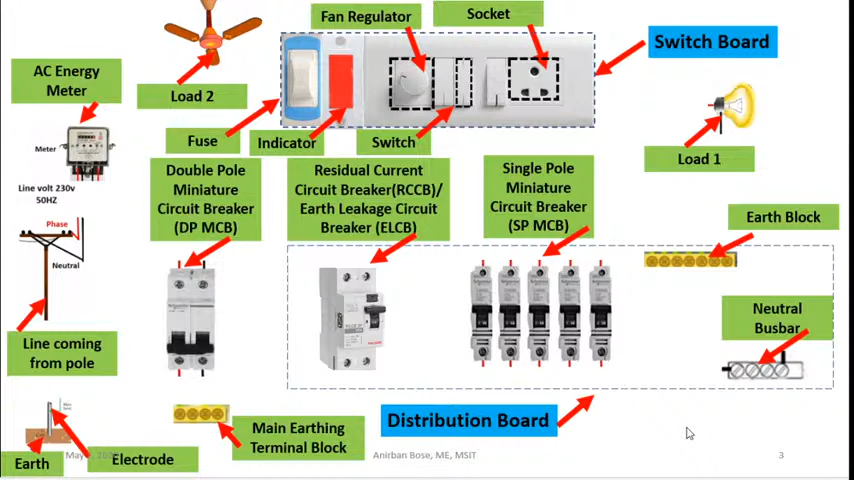 Fan Regulator
Socket
Switch Board
AC Energy
Meter
Load 2
Fuse
Indicator
Switch
Load 1
Meter
Line volt 230v
50HZ
Double Pole
Miniature
Circuit Breaker
(DP MCB)
Residual Current
Circuit Breaker(RCCB)/
Earth Leakage Circuit
Breaker (ELCB)
Single Pole
Miniature
Circuit Breaker
(SP MCB)
Earth Block
Phase
Neutral
Neutral
Busbar
Line coming
from pole
Distribution Board
Main Earthing
Terminal Block
Earth
May
Electrode
Anirban Bose, ME, MSIT
3